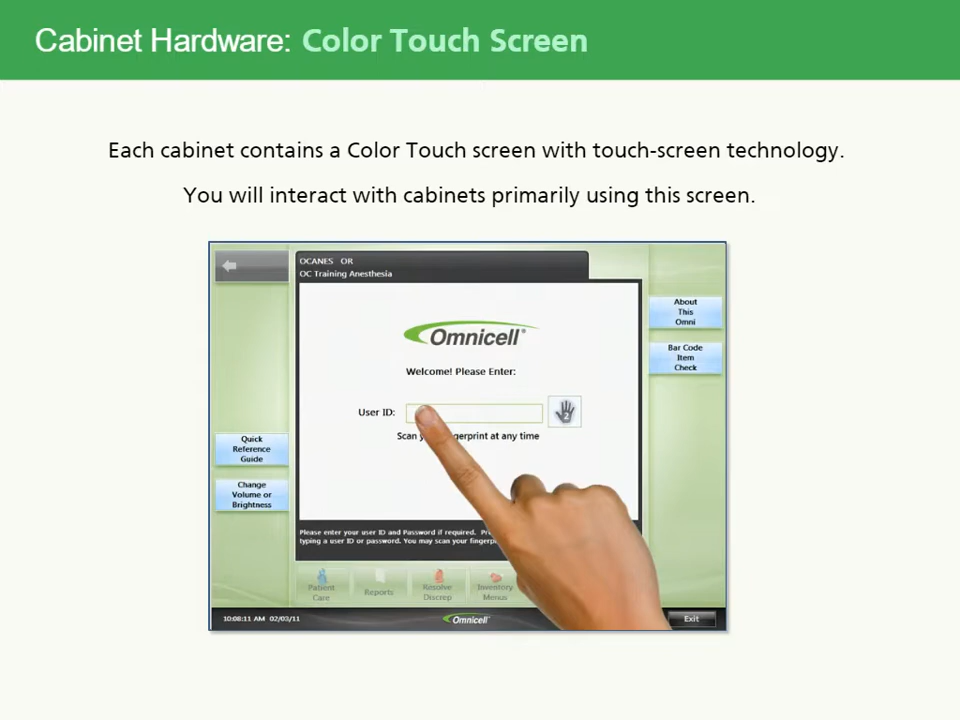 Cabinet Hardware: Color Touch Screen
Each cabinet contains a Color Touch screen with touch-screen technology.
You will interact with cabinets primarily using this screen.
OCANES OR
OC Training Anesthesia
About
This
Omni
Omnicell®
Bar Code
Item
Check
Welcome! Please Enter:
User ID:
2
Scan at any time
Quick
Reference
Guide
Change
Volume or
Brightness
Please enter your user ID and Password if required.
typing a user ID or password. You may scan your
Patient
Care
Reports
Resolve
Discrep
Inventory
Menus
10:08:11 AM 02/03/11
Omnicell®
Exit